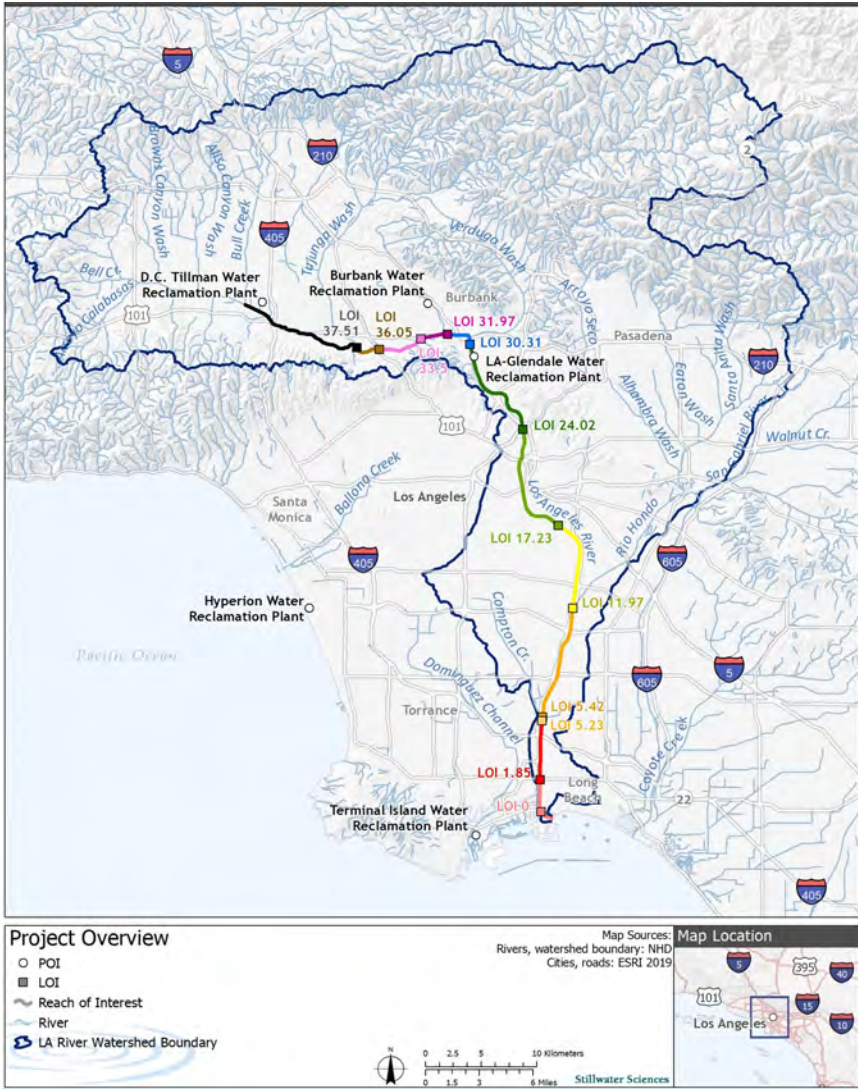 5
210
2
Browns Canyon Wash
Aliso Canyon
Wash
Bull Creek
405
Tujunga Wash
Verdugo Wash
Bell Ck.
Calabasas
101
D.C. Tillman Water
Reclamation Plant
Burbank Water
Reclamation Plant
Burbank
Arroyo Seco
Pasadena
Santa Anita Wash
Eaton Wash
Alhambra Wash
210
LOI
37.51
LOI
36.05
LOI 31.97
LOI
33.5
LOI 30.31
LA-Glendale Water
Reclamation Plant
LOI 24.02
101
San Gabriel River
Walnut Cr.
Ballona Creek
Los Angeles
Santa
Monica
Los Angeles River
Rio Hondo
LOI 17.23
405
605
Hyperion Water
Reclamation Plant
LOI 11.97
Compton Cr.
Pacific Ocean
Dominguez Channel
605
5
Torrance
LOI 5.42
LOI 5.23
Coyote Creek
LOI 1.85
Long
Beach
22
LOI 0
Terminal Island Water
Reclamation Plant
405
Project Overview
POI
LOI
Reach of Interest
River
LA River Watershed Boundary
Map Sources:
Rivers, watershed boundary: NHD
Cities, roads: ESRI 2019
N
0 2.5 5 10 Kilometers
0 1.5 3 6 Miles
Stillwater Sciences
Map Location
5
395
40
101
15
Los Angeles
10